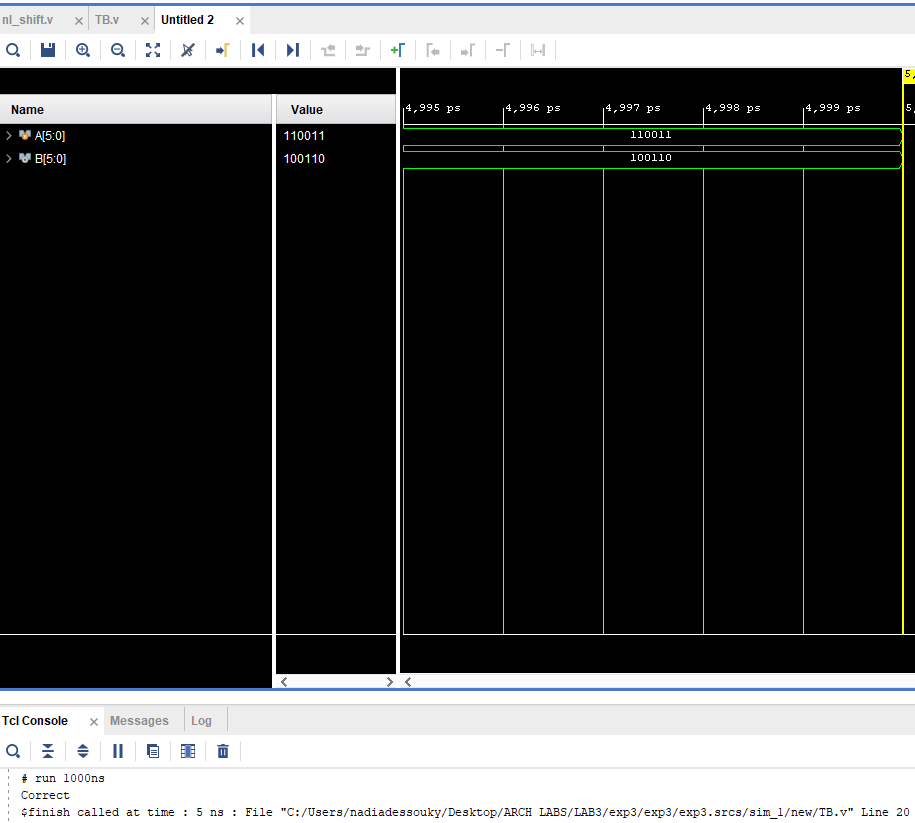 nl_shift.v TB.v Untitled 2
5,
Name Value 4,995 ps 4,996 ps 4,997 ps 4,998 ps 4,999 ps 5,
A[5:0] 110011 110011
B[5:0] 100110 100110
Tcl Console Messages Log
# run 1000ns
Correct
$finish called at time : 5 ns : File "C:/Users/nadiadessouky/Desktop/ARCH LABS/LAB3/exp3/exp3/exp3.srcs/sim_1/new/TB.v" Line 20